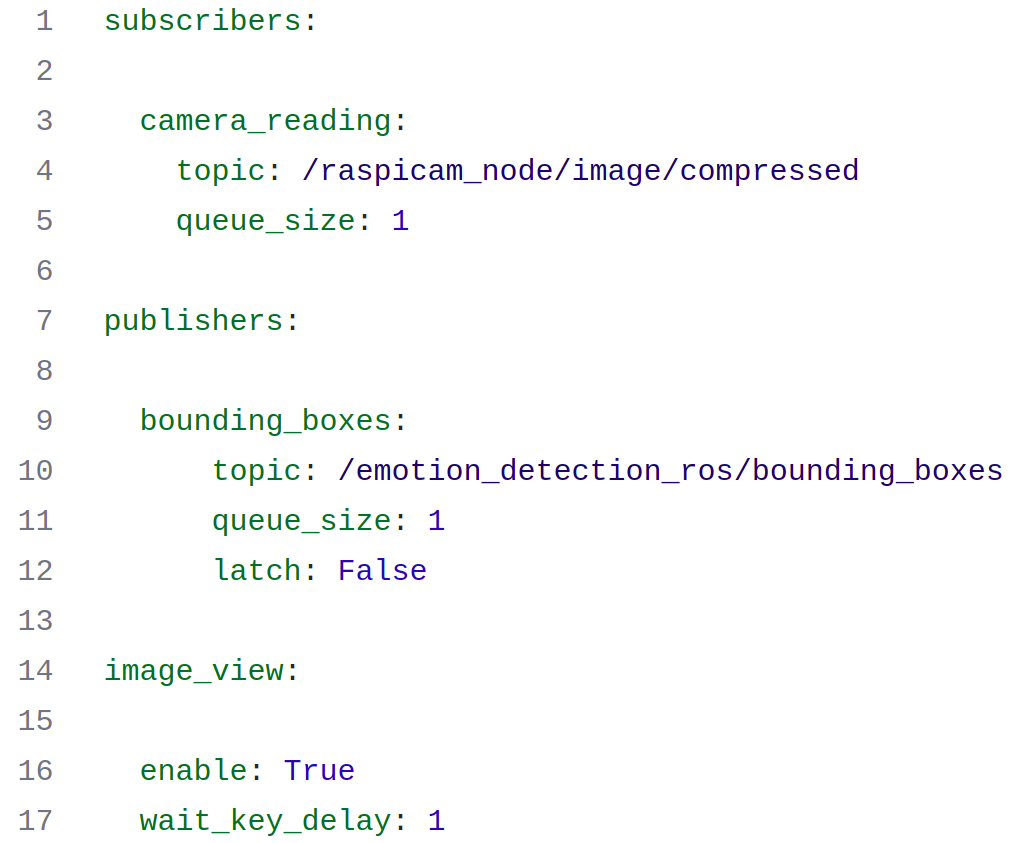 1 subscribers:
2
3   camera_reading:
4     topic: /raspicam_node/image/compressed
5     queue_size: 1
6
7 publishers:
8
9   bounding_boxes:
10       topic: /emotion_detection_ros/bounding_boxes
11       queue_size: 1
12       latch: False
13
14 image_view:
15
16   enable: True
17   wait_key_delay: 1